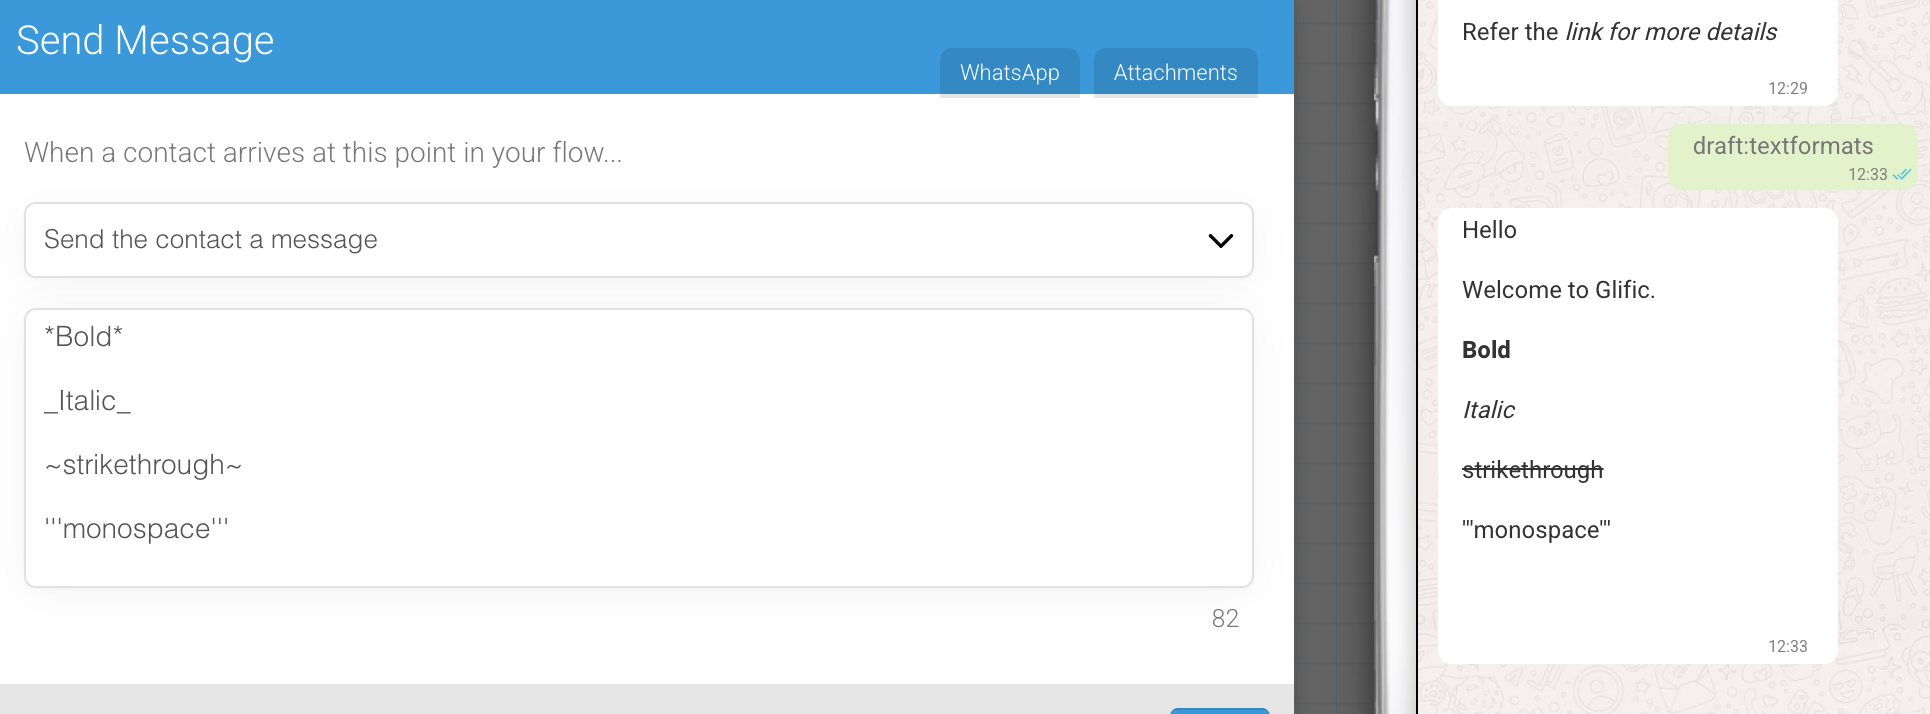 Send Message
WhatsApp
Attachments
When a contact arrives at this point in your flow...
Send the contact a message
*Bold*
_Italic_
~strikethrough~
'''monospace'''
82
Refer the link for more details
12:29
draft:textformats
12:33
Hello
Welcome to Glific.
Bold
Italic
strikethrough
'''monospace'''
12:33